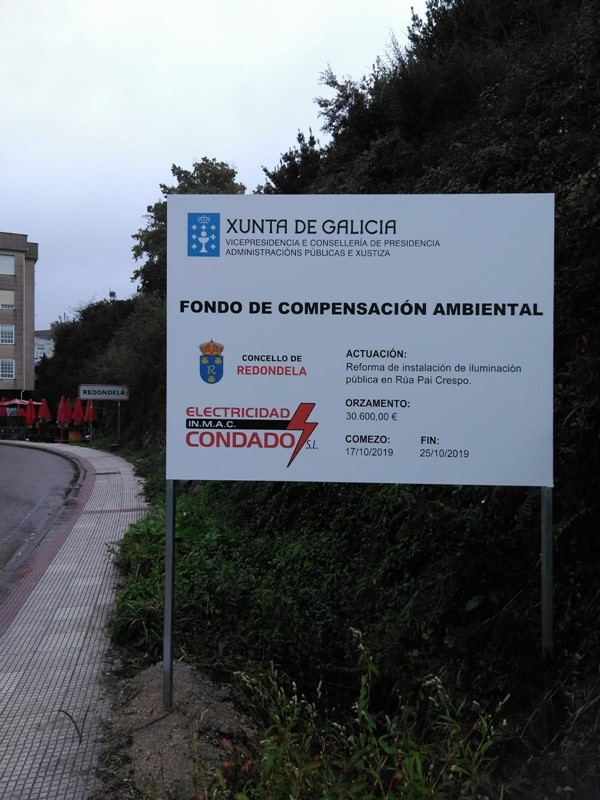 XUNTA DE GALICIA
VICEPRESIDENCIA E CONSELLERÍA DE PRESIDENCIA
ADMINISTRACIÓNS PÚBLICAS E XUSTIZA
FONDO DE COMPENSACIÓN AMBIENTAL
CONCELLO DE
REDONDELA
ELECTRICIDAD
IN.M.A.C.
CONDADO S.L.
ACTUACIÓN:
Reforma de instalación de iluminación
pública en Rúa Pai Crespo.
ORZAMENTO:
30.600,00 €
COMEZO: FIN:
17/10/2019 25/10/2019
REDONDELA